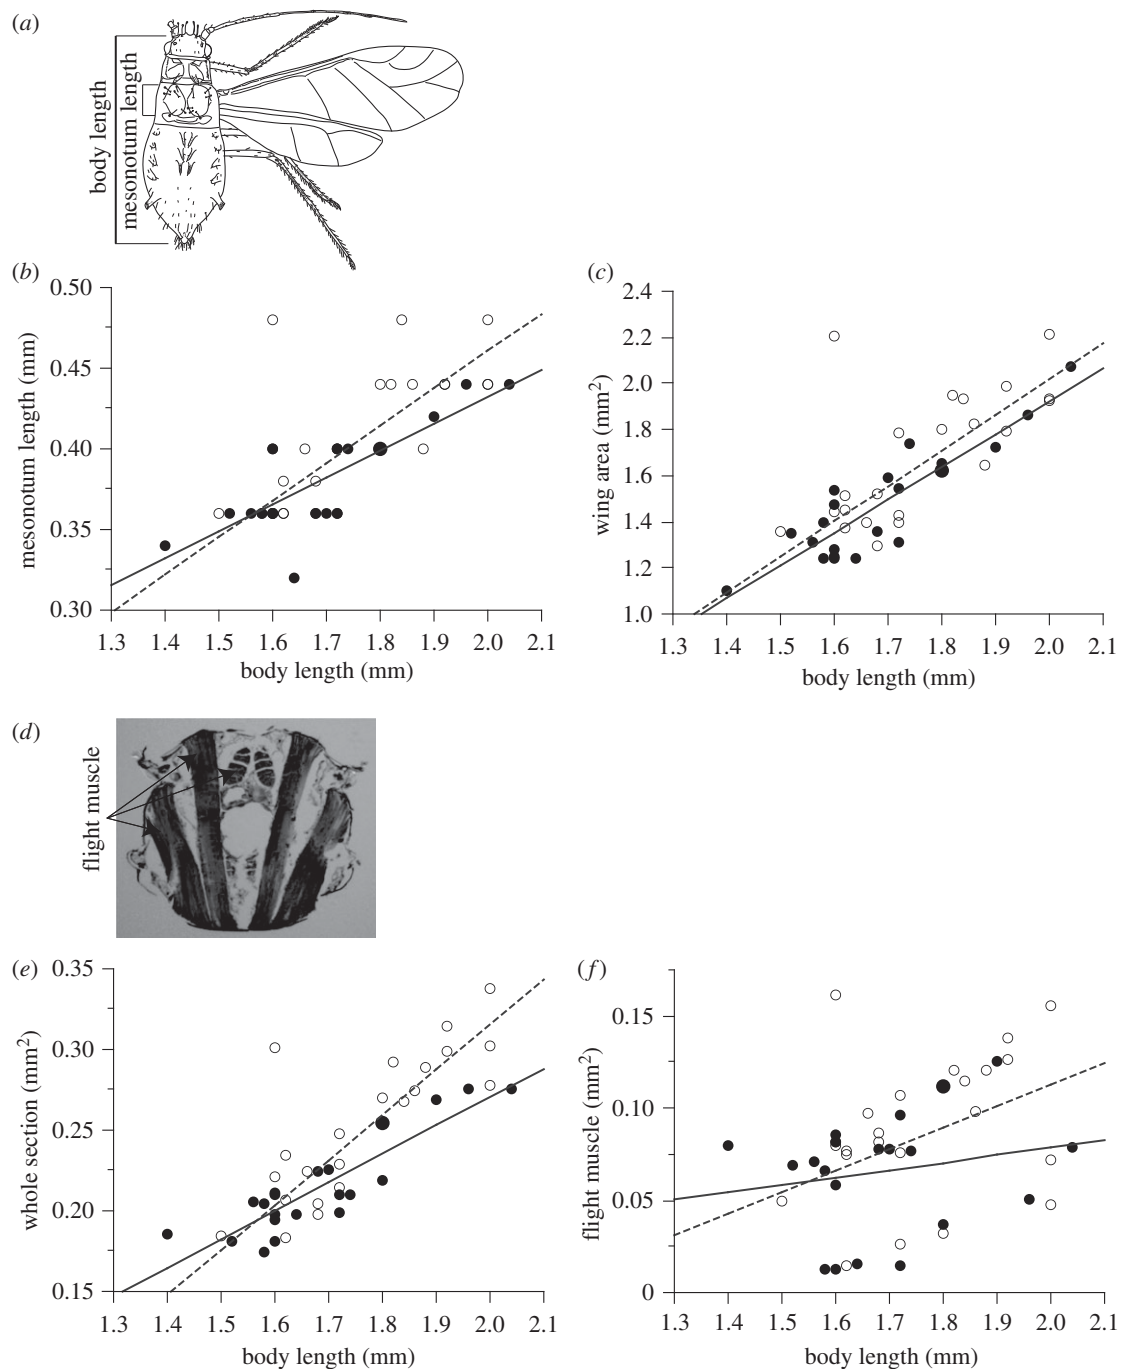 (a)
body length
mesonotum length
(b)
0.50
0.45
0.40
0.35
0.30
mesonotum length (mm)
1.3 1.4 1.5 1.6 1.7 1.8 1.9 2.0 2.1
body length (mm)
(c)
2.4
2.2
2.0
1.8
1.6
1.4
1.2
1.0
wing area (mm²)
1.3 1.4 1.5 1.6 1.7 1.8 1.9 2.0 2.1
body length (mm)
(d)
flight muscle
(e)
0.35
0.30
0.25
0.20
0.15
whole section (mm²)
1.3 1.4 1.5 1.6 1.7 1.8 1.9 2.0 2.1
body length (mm)
(f)
0.15
0.10
0.05
0
flight muscle (mm²)
1.3 1.4 1.5 1.6 1.7 1.8 1.9 2.0 2.1
body length (mm)